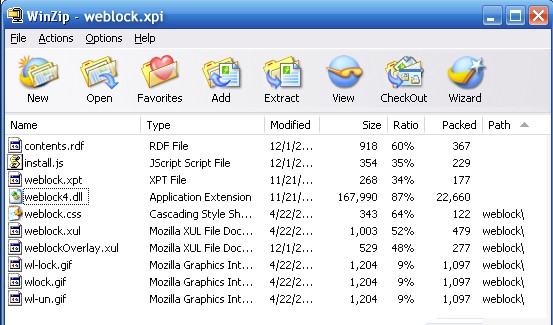 WinZip - weblock.xpi
File Actions Options Help
New Open Favorites Add Extract View CheckOut Wizard
Name Type Modified Size Ratio Packed Path
contents.rdf RDF File 12/1/2... 918 60% 367
install.js JScript Script File 12/1/2... 354 35% 229
weblock.xpt XPT File 11/21/... 268 34% 177
weblock4.dll Application Extension 11/21/... 167,990 87% 22,660
weblock.css Cascading Style Sh... 4/22/2... 343 64% 122 weblock\
weblock.xul Mozilla XUL File Doc... 4/22/2... 1,003 52% 479 weblock\
weblockOverlay.xul Mozilla XUL File Doc... 12/1/2... 529 48% 277 weblock\
wl-lock.gif Mozilla Graphics Int... 4/22/2... 1,204 9% 1,097 weblock\
wlock.gif Mozilla Graphics Int... 4/22/2... 1,204 9% 1,097 weblock\
wl-un.gif Mozilla Graphics Int... 4/22/2... 1,204 9% 1,097 weblock\